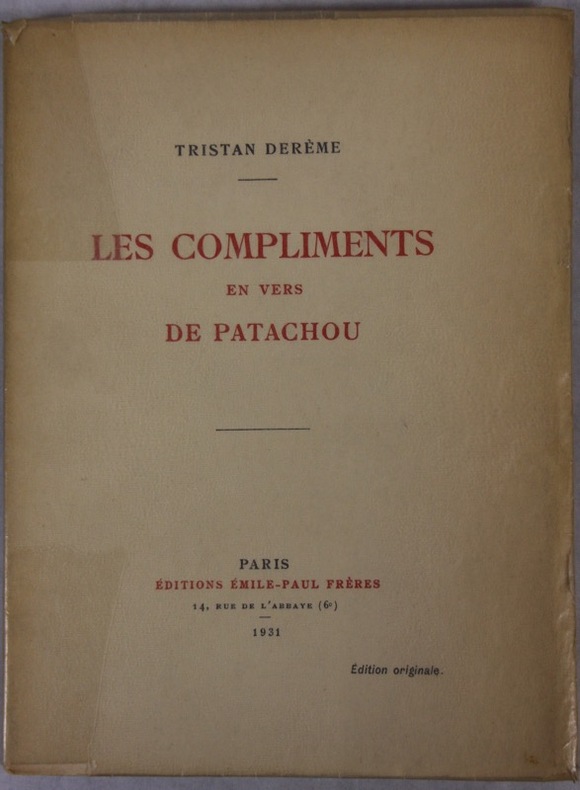 TRISTAN DERÈME
LES COMPLIMENTS
EN VERS
DE PATACHOU
PARIS
ÉDITIONS ÉMILE-PAUL FRÈRES
14, RUE DE L'ABBAYE (6e)
1931
Édition originale.